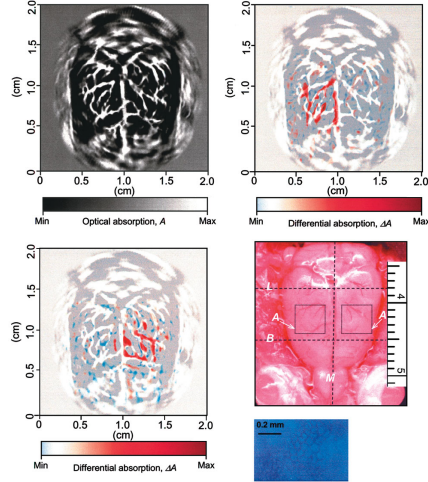 2.0
1.5
1.0
0.5
0
(cm)
0 0.5 1.0 1.5 2.0
(cm)
Min Optical absorption, A Max
2.0
1.5
1.0
0.5
0
(cm)
0 0.5 1.0 1.5 2.0
(cm)
Min Differential absorption, ΔA Max
2.0
1.5
1.0
0.5
0
(cm)
0 0.5 1.0 1.5 2.0
(cm)
Min Differential absorption, ΔA Max
L
4
A A
B
M
5
0.2 mm